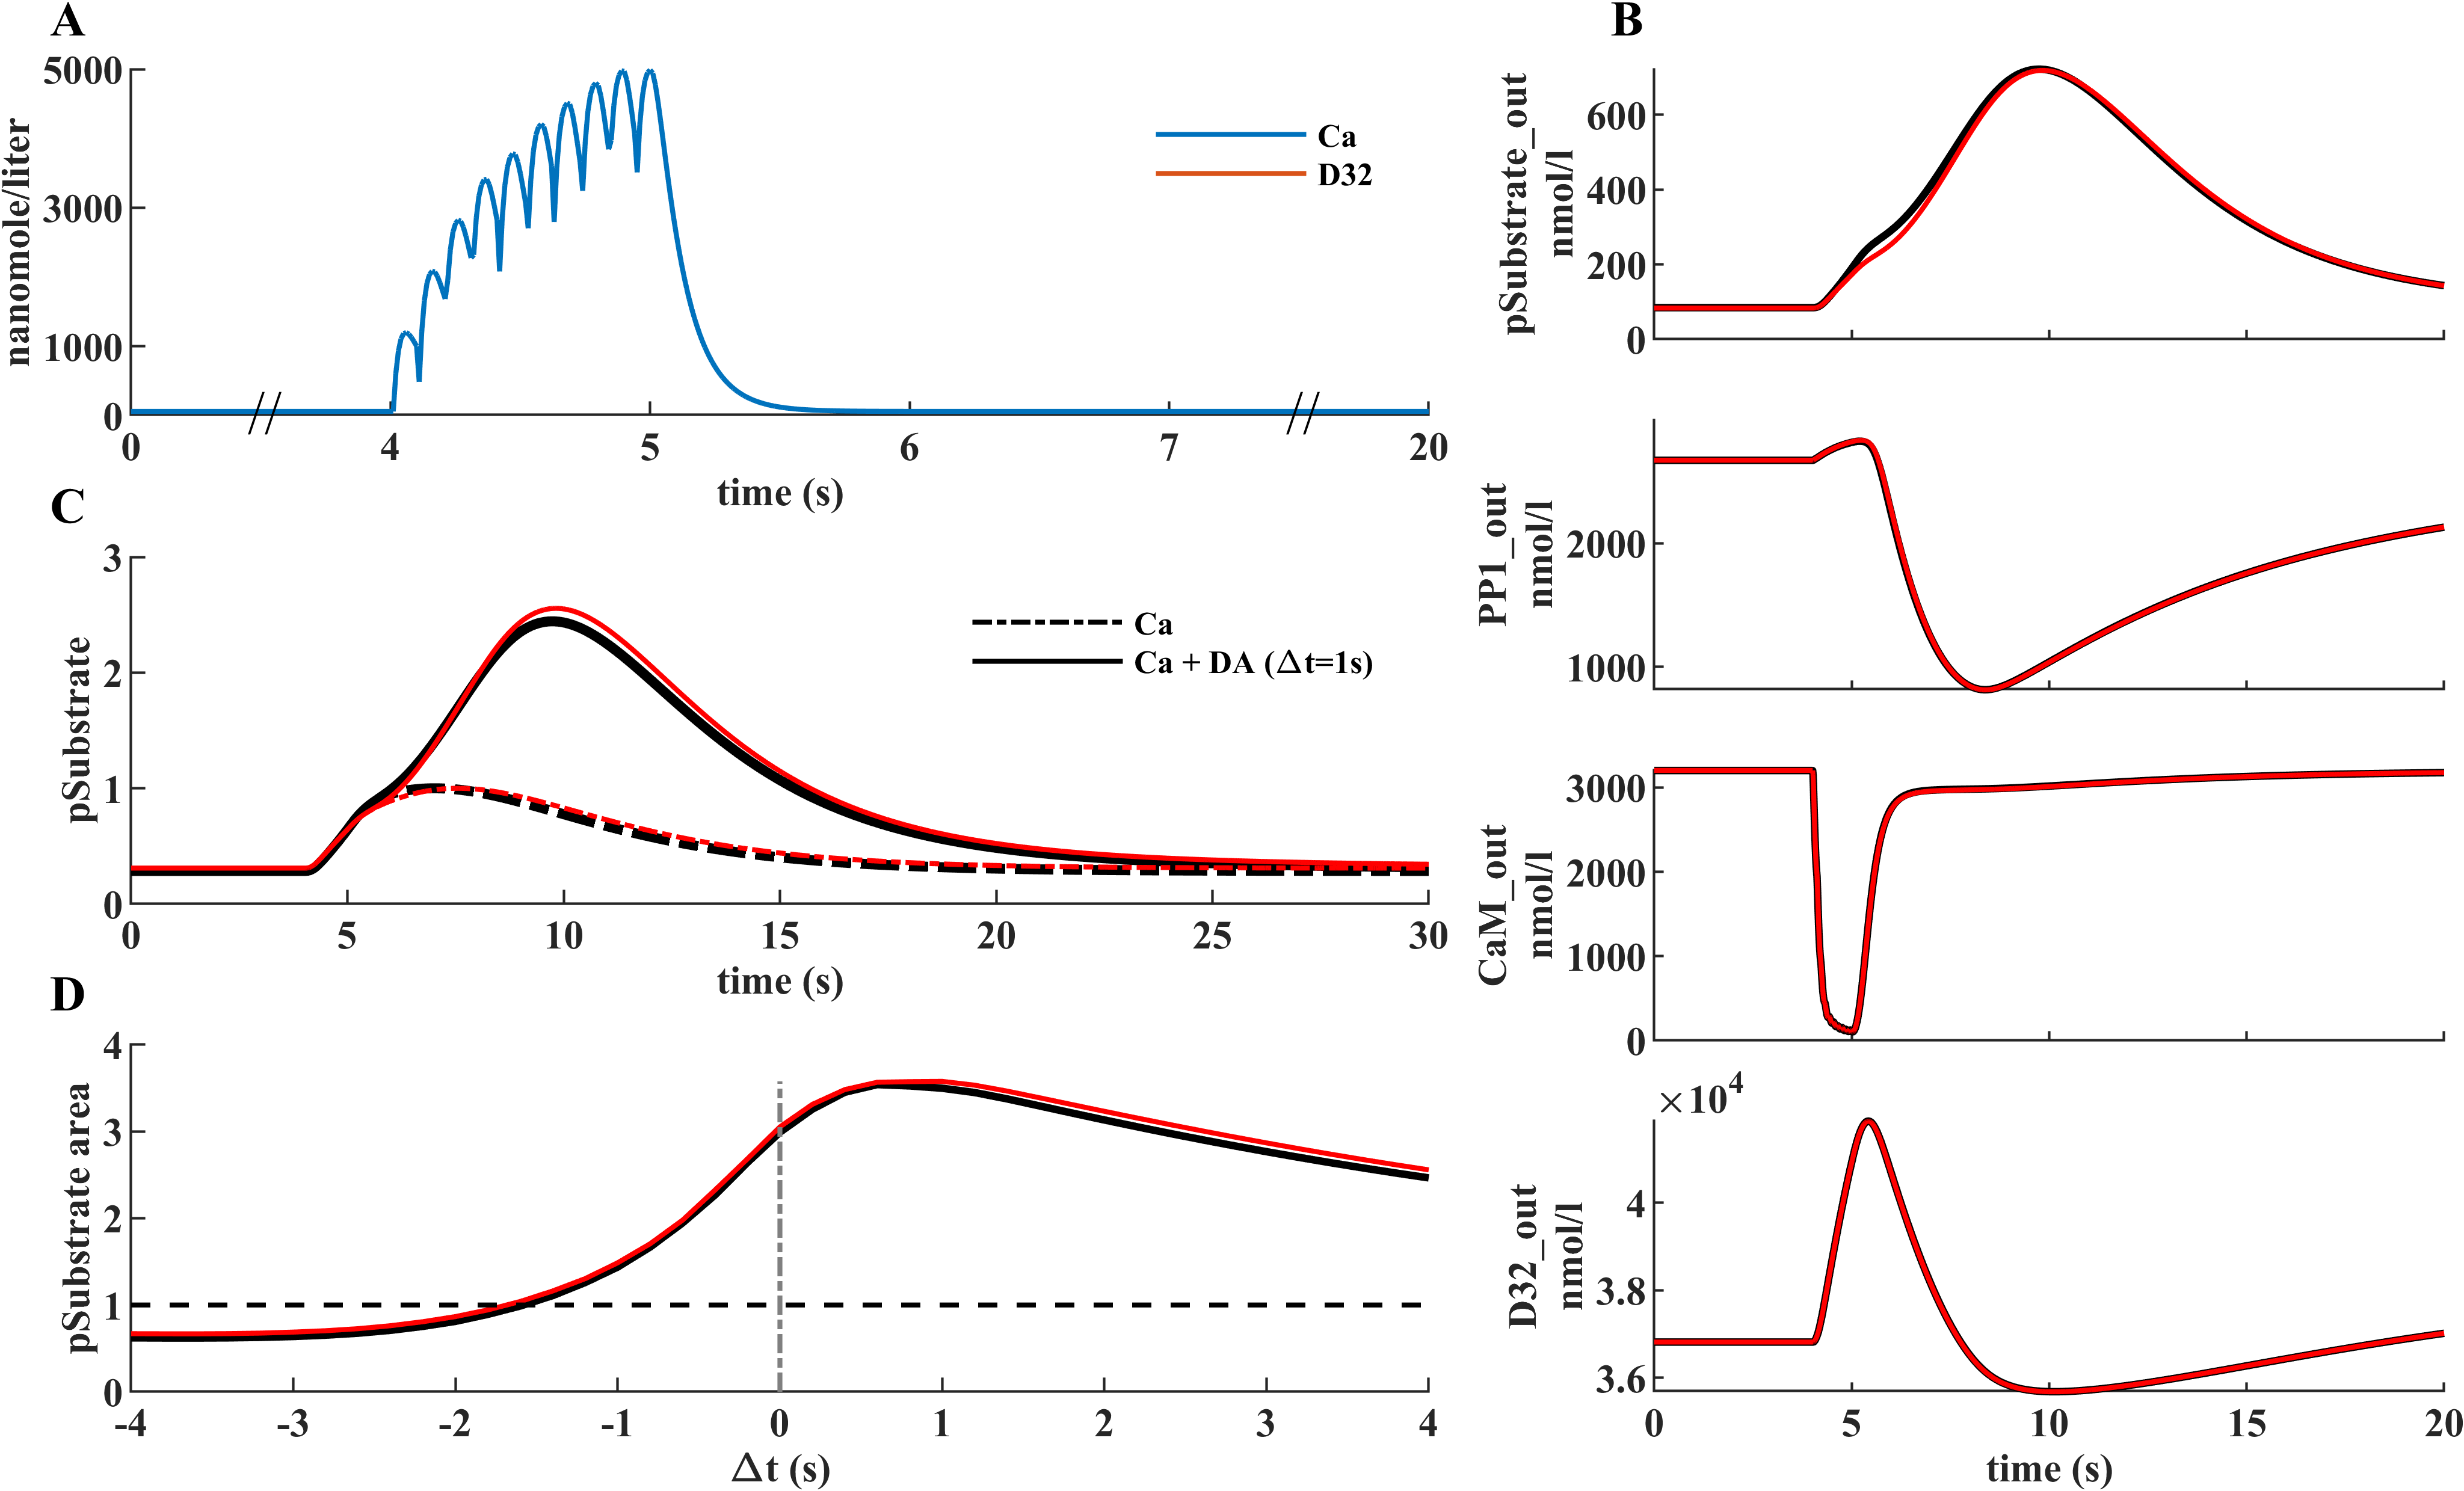 A
nanomole/liter
5000
3000
1000
0
0 4 5 6 7 20
time (s)
Ca
D32
B
pSubstrate_out
nmol/l
600
400
200
0
PP1_out
nmol/l
2000
1000
CaM_out
nmol/l
3000
2000
1000
0
×10⁴
D32_out
nmol/l
4
3.8
3.6
0 5 10 15 20
time (s)
C
pSubstrate
3
2
1
0
0 5 10 15 20 25 30
time (s)
Ca
Ca + DA (Δt=1s)
D
pSubstrate area
4
3
2
1
0
-4 -3 -2 -1 0 1 2 3 4
Δt (s)